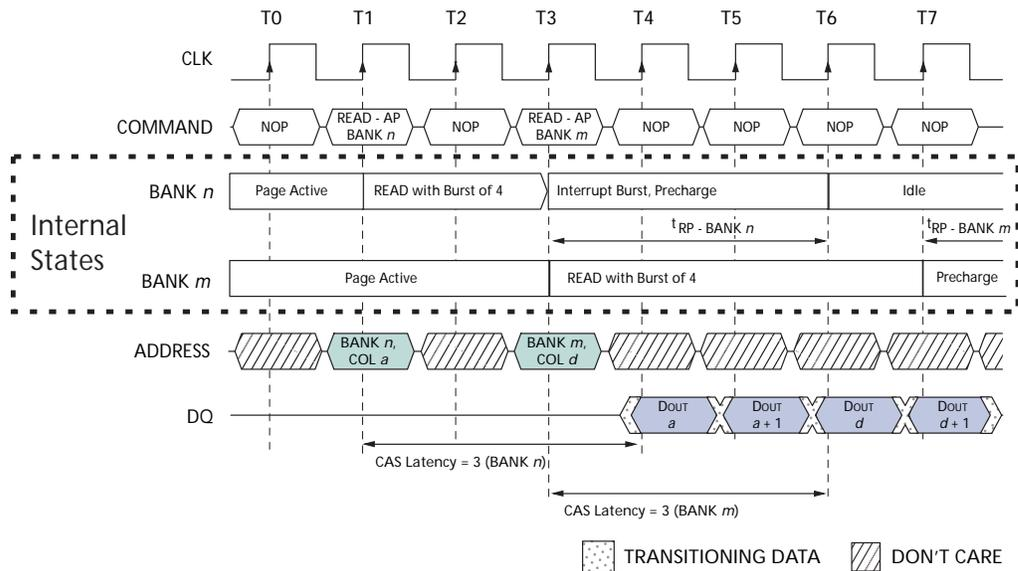 T0 T1 T2 T3 T4 T5 T6 T7
CLK
COMMAND NOP READ - AP BANK n NOP READ - AP BANK m NOP NOP NOP NOP
Internal States
BANK n Page Active READ with Burst of 4 Interrupt Burst, Precharge Idle
tRP - BANK n tRP - BANK m
BANK m Page Active READ with Burst of 4 Precharge
ADDRESS BANK n, COL a BANK m, COL d
DQ DOUT a DOUT a + 1 DOUT d DOUT d + 1
CAS Latency = 3 (BANK n)
CAS Latency = 3 (BANK m)
TRANSITIONING DATA DON'T CARE